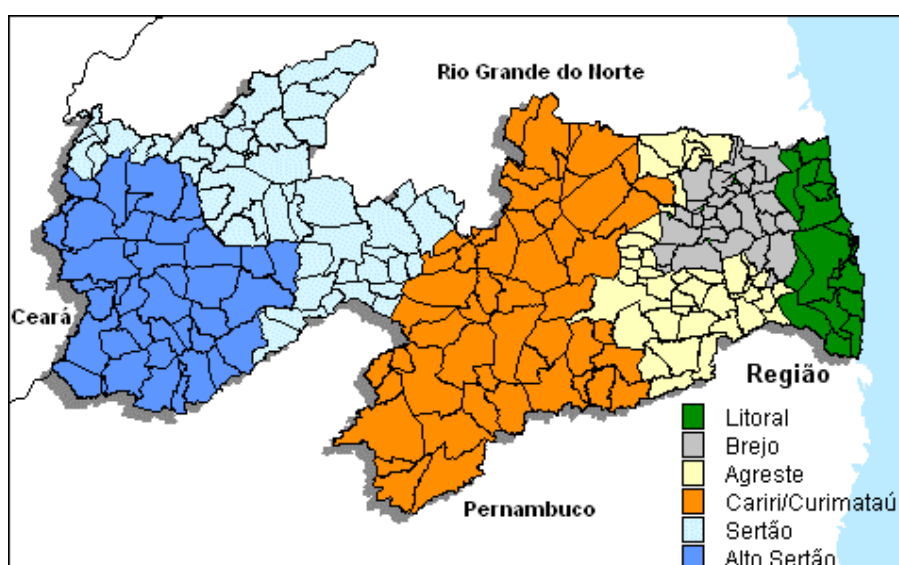 Rio Grande do Norte
Ceará
Pernambuco
Região
Litoral
Brejo
Agreste
Cariri/Curimataú
Sertão
Alto Sertão